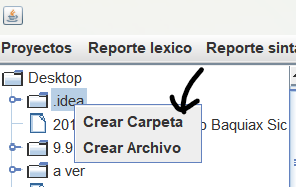 Proyectos Reporte lexico Reporte sinta
Desktop
.idea
Crear Carpeta
201 o Baquiax Sic
Crear Archivo
9.9
a ver